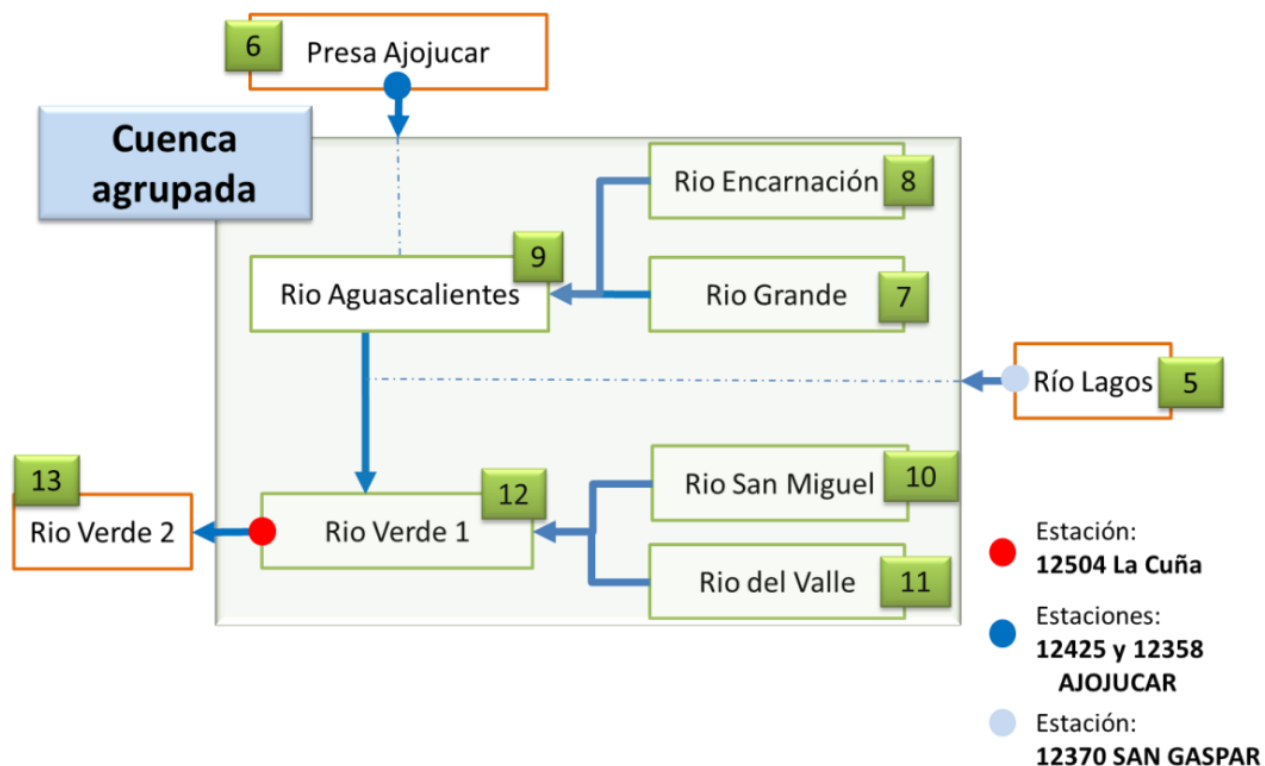 6
Presa Ajojucar
Cuenca
agrupada
Rio Encarnación
8
9
Rio Aguascalientes
Rio Grande
7
Río Lagos
5
13
12
Rio San Miguel
10
Rio Verde 2
Rio Verde 1
Rio del Valle
11
Estación:
12504 La Cuña
Estaciones:
12425 y 12358
AJOJUCAR
Estación:
12370 SAN GASPAR